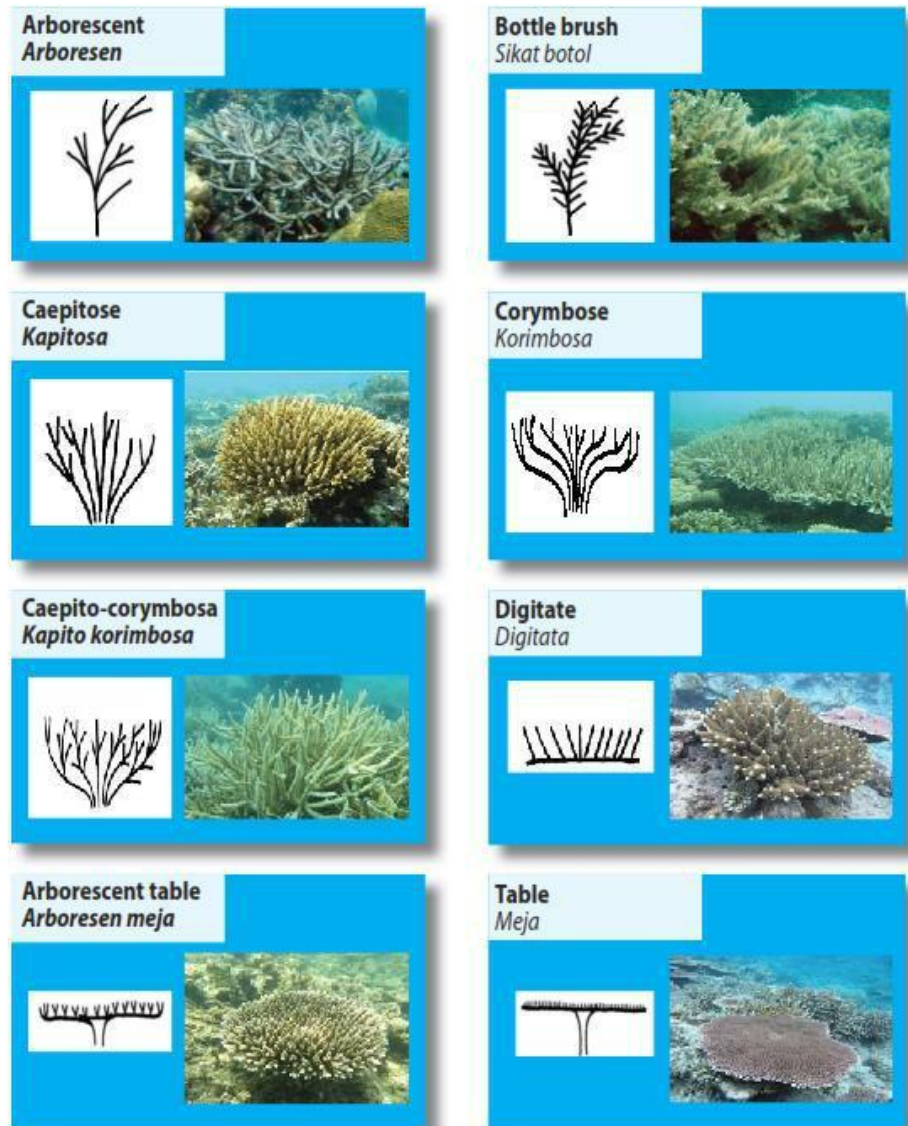 Arborescent
Arboresen
Bottle brush
Sikat botol
Caepitose
Kapitosa
Corymbose
Korimbosa
Caepito-corymbosa
Kapito korimbosa
Digitate
Digitata
Arborescent table
Arboresen meja
Table
Meja